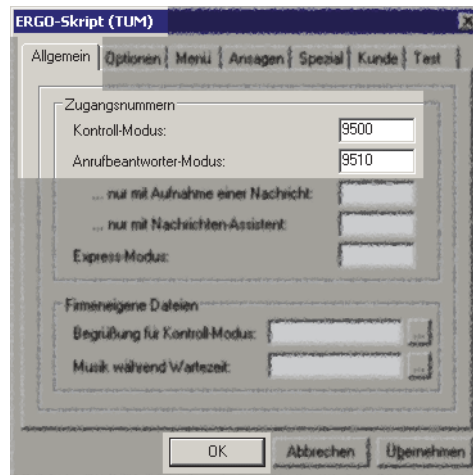 ERGO-Skript (TUM)
Allgemein Optionen Menü Ansagen Spezial Kunde Test
Zugangsnummern
Kontroll-Modus: 9500
Anrufbeantworter-Modus: 9510
... nur mit Aufnahme einer Nachricht:
... nur mit Nachrichten-Assistent:
Express-Modus:
Firmeneigene Dateien
Begrüßung für Kontroll-Modus: ...
Musik während Wartezeit: ...
OK Abbrechen Übernehmen